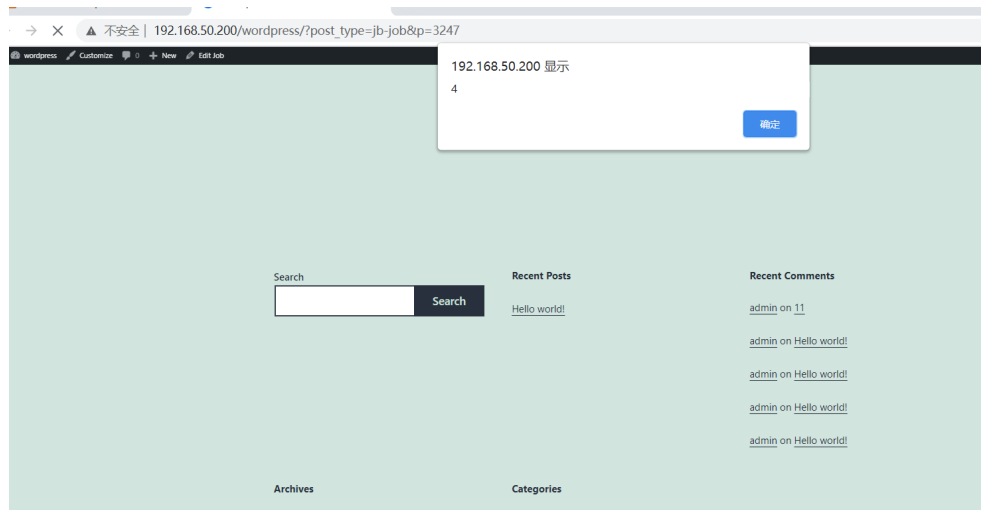 不安全 | 192.168.50.200/wordpress/?post_type=jb-job&p=3247
wordpress Customize 0 New Edit Job
192.168.50.200 显示
4
确定
Search
Search
Recent Posts
Hello world!
Recent Comments
admin on 11
admin on Hello world!
admin on Hello world!
admin on Hello world!
admin on Hello world!
Archives
Categories